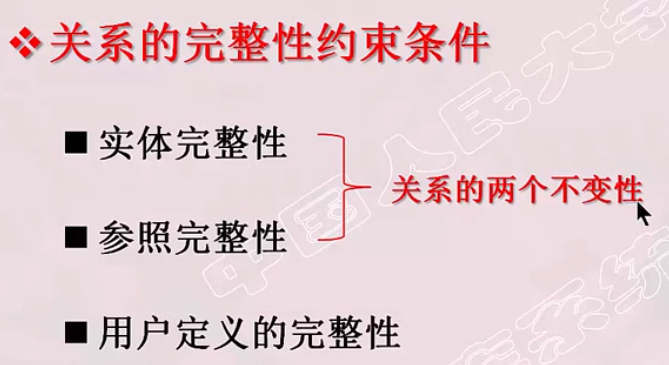 关系的完整性约束条件
实体完整性
关系的两个不变性
参照完整性
用户定义的完整性
中国人民大学
系统